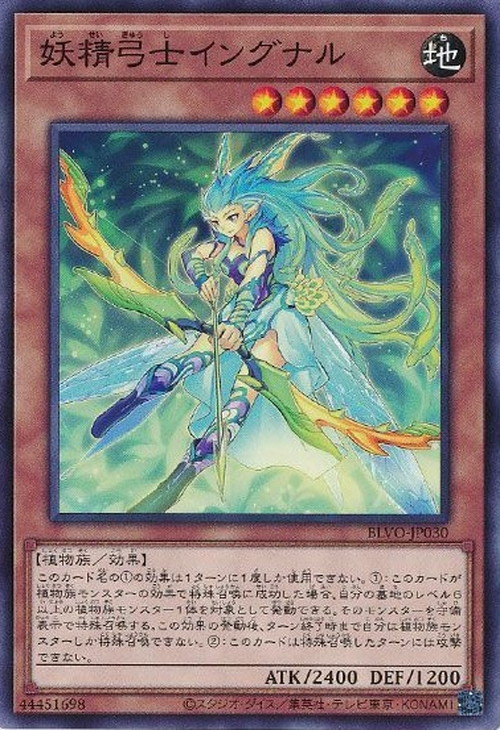 妖精弓士イングナル
地
BLVO-JP030
【植物族/効果】
このカード名の①の効果は1ターンに1度しか使用できない。①:このカードが
植物族モンスターの効果で特殊召喚に成功した場合、自分の墓地のレベル6
以上の植物族モンスター1体を対象として発動できる。そのモンスターを守備
表示で特殊召喚する。この効果の発動後、ターン終了時まで自分は植物族モン
スターしか特殊召喚できない。②:このカードは特殊召喚したターンには攻撃
できない。
ATK/2400 DEF/1200
44451698 ©スタジオ・ダイス/集英社・テレビ東京・KONAMI